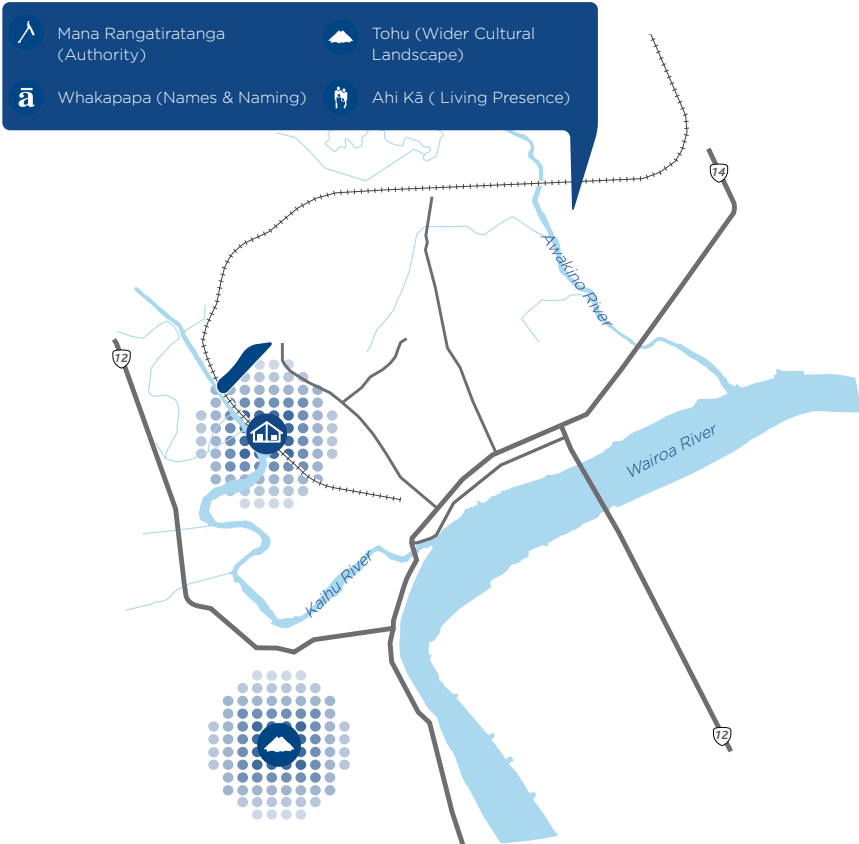 Mana Rangatiratanga
(Authority)
Tohu (Wider Cultural
Landscape)
ā
Whakapapa (Names & Naming)
Ahi Kā ( Living Presence)
14
Awakino River
12
Wairoa River
Kaihu River
12